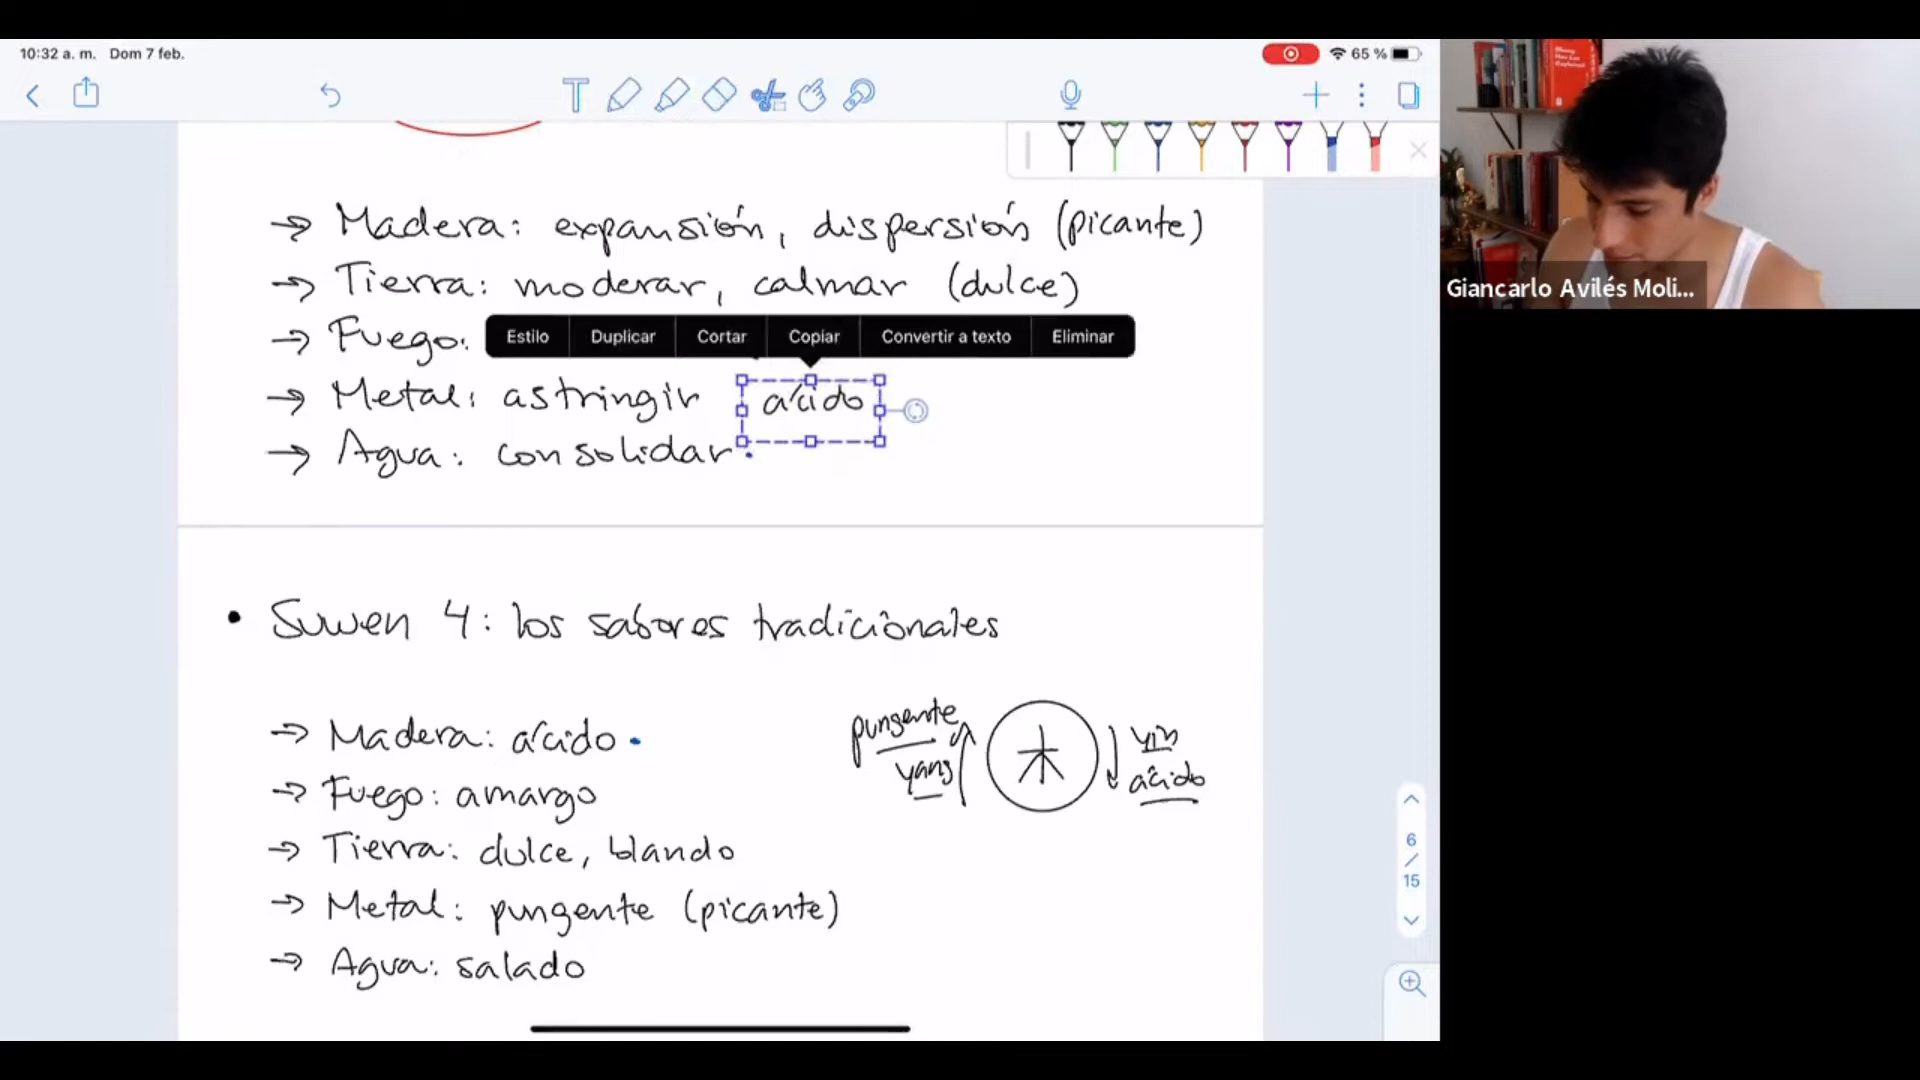 10:32 a. m. Dom 7 feb.
65 %
→ Madera: expansión, dispersión (picante)
→ Tierra: moderar, calmar (dulce)
→ Fuego:
Estilo Duplicar Cortar Copiar Convertir a texto Eliminar
→ Metal: astringir ácido
→ Agua: consolidar
• Suwen 4: los sabores tradicionales
→ Madera: ácido
→ Fuego: amargo
→ Tierra: dulce, blando
→ Metal: pungente (picante)
→ Agua: salado
pungente
yang
木
yin
ácido
6
/
15
Giancarlo Avilés Moli...